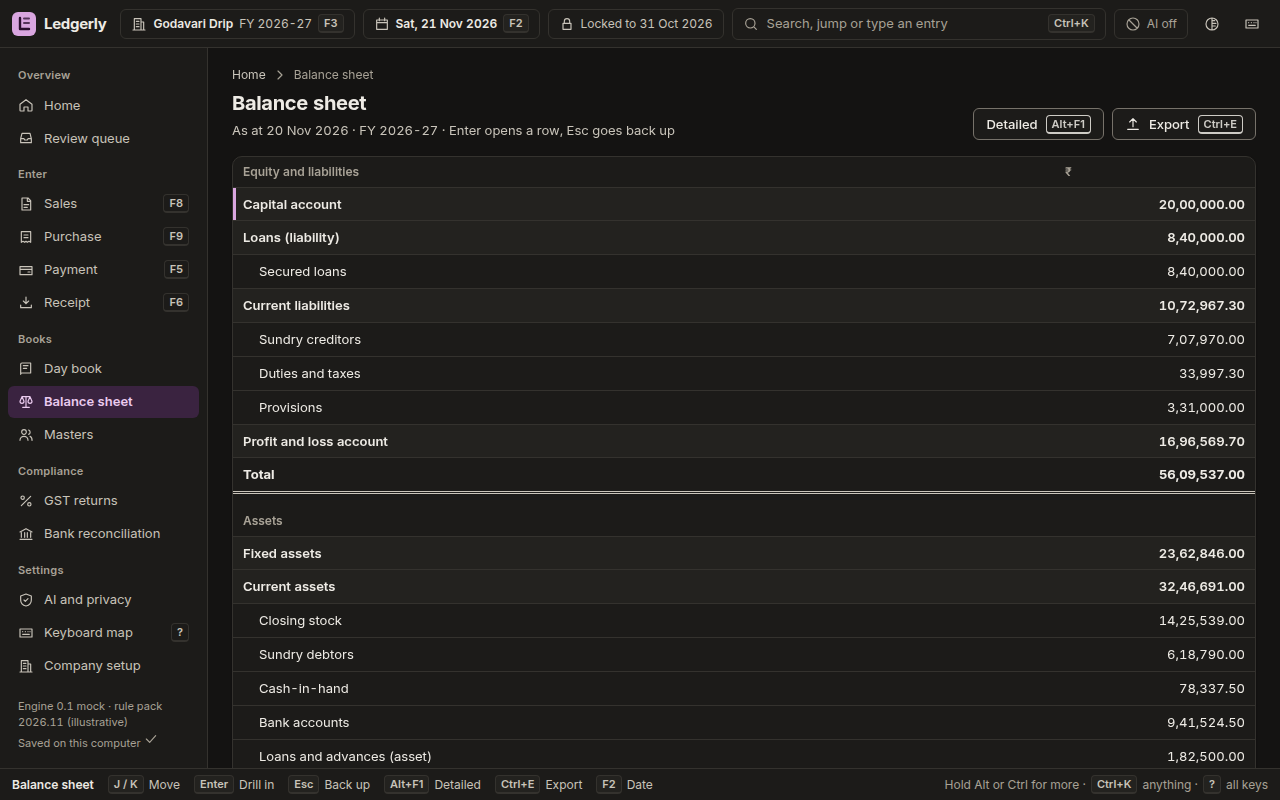 Ledgerly
Godavari Drip FY 2026-27 F3
Sat, 21 Nov 2026 F2
Locked to 31 Oct 2026
Search, jump or type an entry Ctrl+K
AI off
Overview
Home
Review queue
Enter
Sales F8
Purchase F9
Payment F5
Receipt F6
Books
Day book
Balance sheet
Masters
Compliance
GST returns
Bank reconciliation
Settings
AI and privacy
Keyboard map ?
Company setup
Engine 0.1 mock · rule pack
2026.11 (illustrative)
Saved on this computer
Home > Balance sheet
Balance sheet
As at 20 Nov 2026 · FY 2026-27 · Enter opens a row, Esc goes back up
Detailed Alt+F1
Export Ctrl+E
Equity and liabilities ₹
Capital account 20,00,000.00
Loans (liability) 8,40,000.00
Secured loans 8,40,000.00
Current liabilities 10,72,967.30
Sundry creditors 7,07,970.00
Duties and taxes 33,997.30
Provisions 3,31,000.00
Profit and loss account 16,96,569.70
Total 56,09,537.00
Assets
Fixed assets 23,62,846.00
Current assets 32,46,691.00
Closing stock 14,25,539.00
Sundry debtors 6,18,790.00
Cash-in-hand 78,337.50
Bank accounts 9,41,524.50
Loans and advances (asset) 1,82,500.00
Balance sheet J / K Move Enter Drill in Esc Back up Alt+F1 Detailed Ctrl+E Export F2 Date
Hold Alt or Ctrl for more · Ctrl+K anything · ? all keys